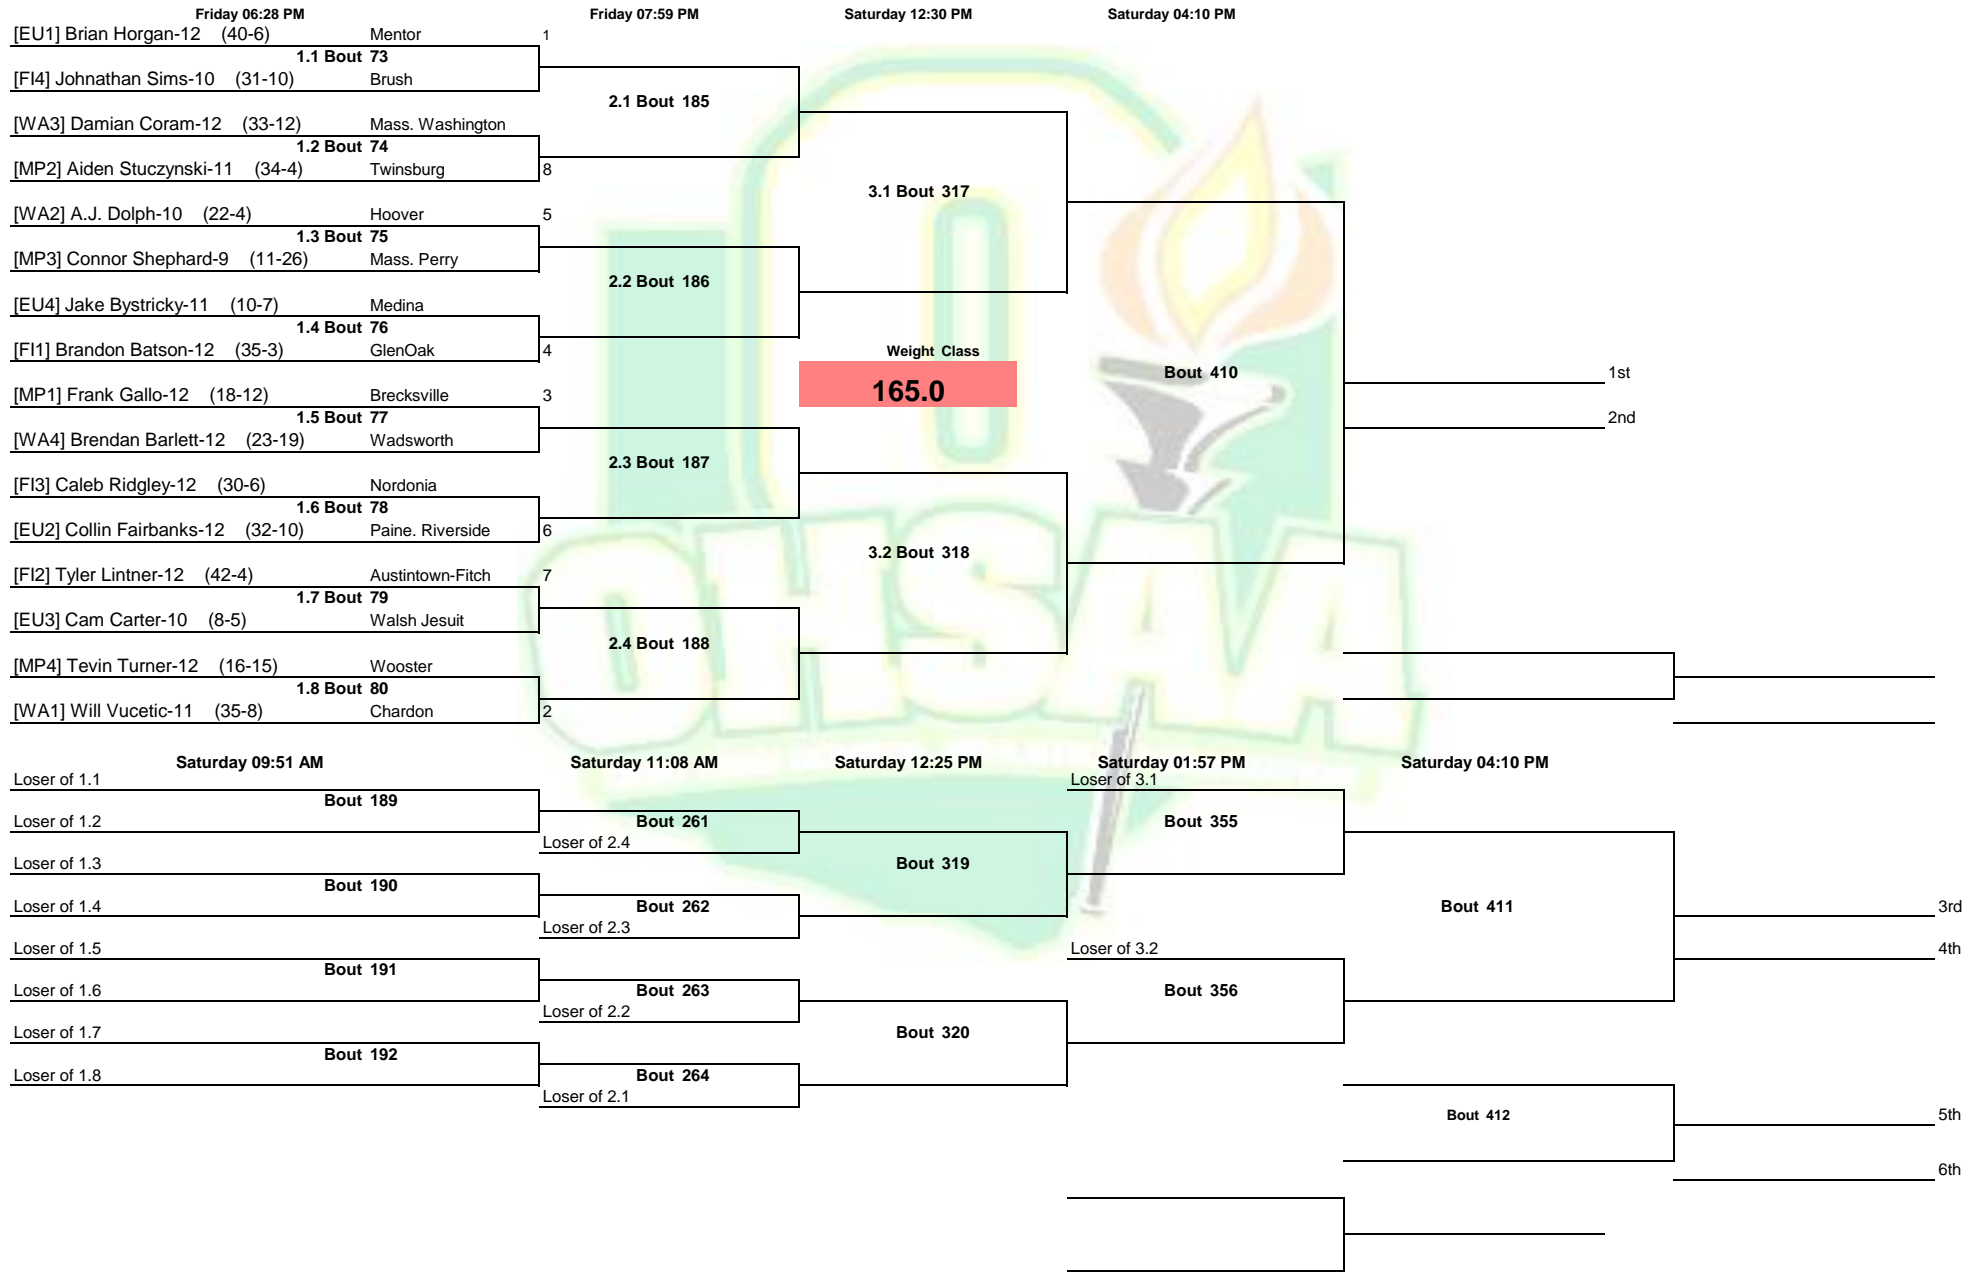 Friday 06:28 PM Friday 07:59 PM Saturday 12:30 PM Saturday 04:10 PM
[EU1] Brian Horgan-12 (40-6) Mentor 1
1.1 Bout 73
[FI4] Johnathan Sims-10 (31-10) Brush
2.1 Bout 185
[WA3] Damian Coram-12 (33-12) Mass. Washington
1.2 Bout 74
[MP2] Aiden Stuczynski-11 (34-4) Twinsburg 8
3.1 Bout 317
[WA2] A.J. Dolph-10 (22-4) Hoover 5
1.3 Bout 75
[MP3] Connor Shephard-9 (11-26) Mass. Perry
2.2 Bout 186
[EU4] Jake Bystricky-11 (10-7) Medina
1.4 Bout 76
[FI1] Brandon Batson-12 (35-3) GlenOak 4
Weight Class
Bout 410 1st
165.0
[MP1] Frank Gallo-12 (18-12) Brecksville 3
1.5 Bout 77 2nd
[WA4] Brendan Barlett-12 (23-19) Wadsworth
2.3 Bout 187
[FI3] Caleb Ridgley-12 (30-6) Nordonia
1.6 Bout 78
[EU2] Collin Fairbanks-12 (32-10) Paine. Riverside 6
3.2 Bout 318
OHSAA
[FI2] Tyler Lintner-12 (42-4) Austintown-Fitch 7
1.7 Bout 79
[EU3] Cam Carter-10 (8-5) Walsh Jesuit
2.4 Bout 188
[MP4] Tevin Turner-12 (16-15) Wooster
1.8 Bout 80
[WA1] Will Vucetic-11 (35-8) Chardon 2
Saturday 09:51 AM Saturday 11:08 AM Saturday 12:25 PM Saturday 01:57 PM Saturday 04:10 PM
Loser of 1.1 Loser of 3.1
Bout 189
Loser of 1.2 Bout 261 Bout 355
Loser of 2.4
Loser of 1.3 Bout 319
Bout 190
Loser of 1.4 Bout 262 Bout 411 3rd
Loser of 2.3
Loser of 1.5 Loser of 3.2 4th
Bout 191
Loser of 1.6 Bout 263 Bout 356
Loser of 2.2
Loser of 1.7 Bout 320
Bout 192
Loser of 1.8 Bout 264
Loser of 2.1
Bout 412 5th
6th